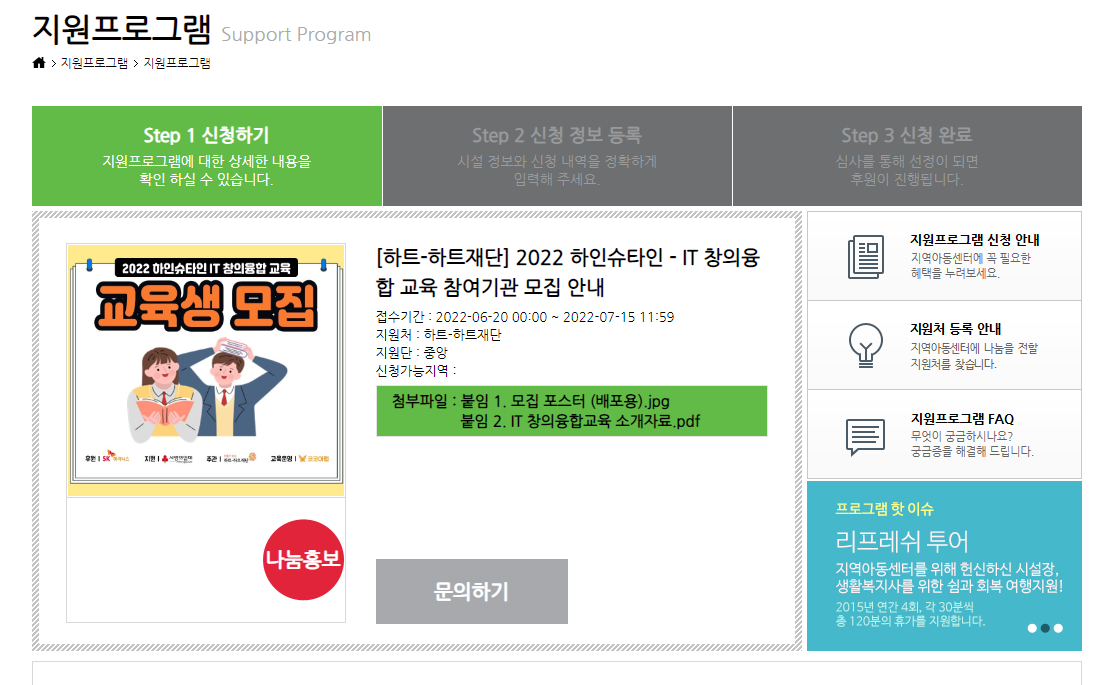 지원프로그램 Support Program
지원프로그램 > 지원프로그램
Step 1 신청하기
지원프로그램에 대한 상세한 내용을
확인 하실 수 있습니다.
Step 2 신청 정보 등록
시설 정보와 신청 내역을 정확하게
입력해 주세요.
Step 3 신청 완료
심사를 통해 선정이 되면
후원이 진행됩니다.
2022 하인슈타인 IT 창의융합 교육
교육생 모집
후원 | SK하이닉스
지원 |
주관 | 하트-하트재단
교육운영 |
나눔홍보
[하트-하트재단] 2022 하인슈타인 - IT 창의융
합 교육 참여기관 모집 안내
접수기간 : 2022-06-20 00:00 ~ 2022-07-15 11:59
지원처 : 하트-하트재단
지원단 : 중앙
신청가능지역 :
첨부파일 : 붙임 1. 모집 포스터 (배포용).jpg
붙임 2. IT 창의융합교육 소개자료.pdf
문의하기
지원프로그램 신청 안내
지역아동센터에 꼭 필요한
혜택을 누려보세요.
지원처 등록 안내
지역아동센터에 나눔을 전할
지원처를 찾습니다.
지원프로그램 FAQ
무엇이 궁금하시나요?
궁금증을 해결해 드립니다.
프로그램 핫 이슈
리프레쉬 투어
지역아동센터를 위해 헌신하신 시설장,
생활복지사를 위한 쉼과 회복 여행지원!
2015년 연간 4회, 각 30분씩
총 120분의 휴가를 지원합니다.